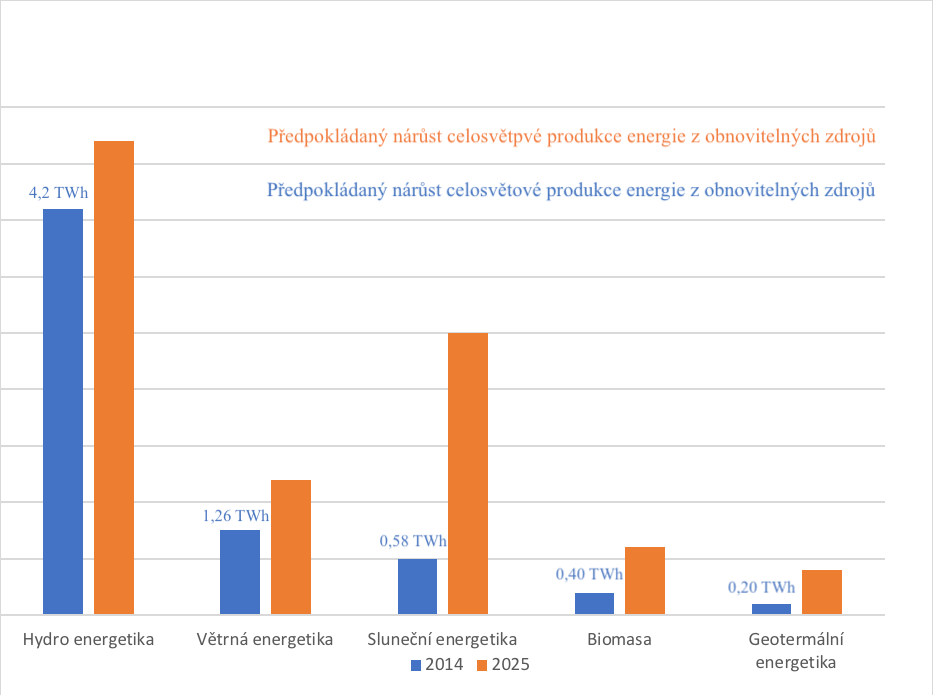 Předpokládaný nárůst celosvětpvé produkce energie z obnovitelných zdrojů
Předpokládaný nárůst celosvětové produkce energie z obnovitelných zdrojů
4,2 TWh
1,26 TWh
0,58 TWh
0,40 TWh
0,20 TWh
Hydro energetika
Větrná energetika
Sluneční energetika
Biomasa
Geotermální
energetika
2014
2025